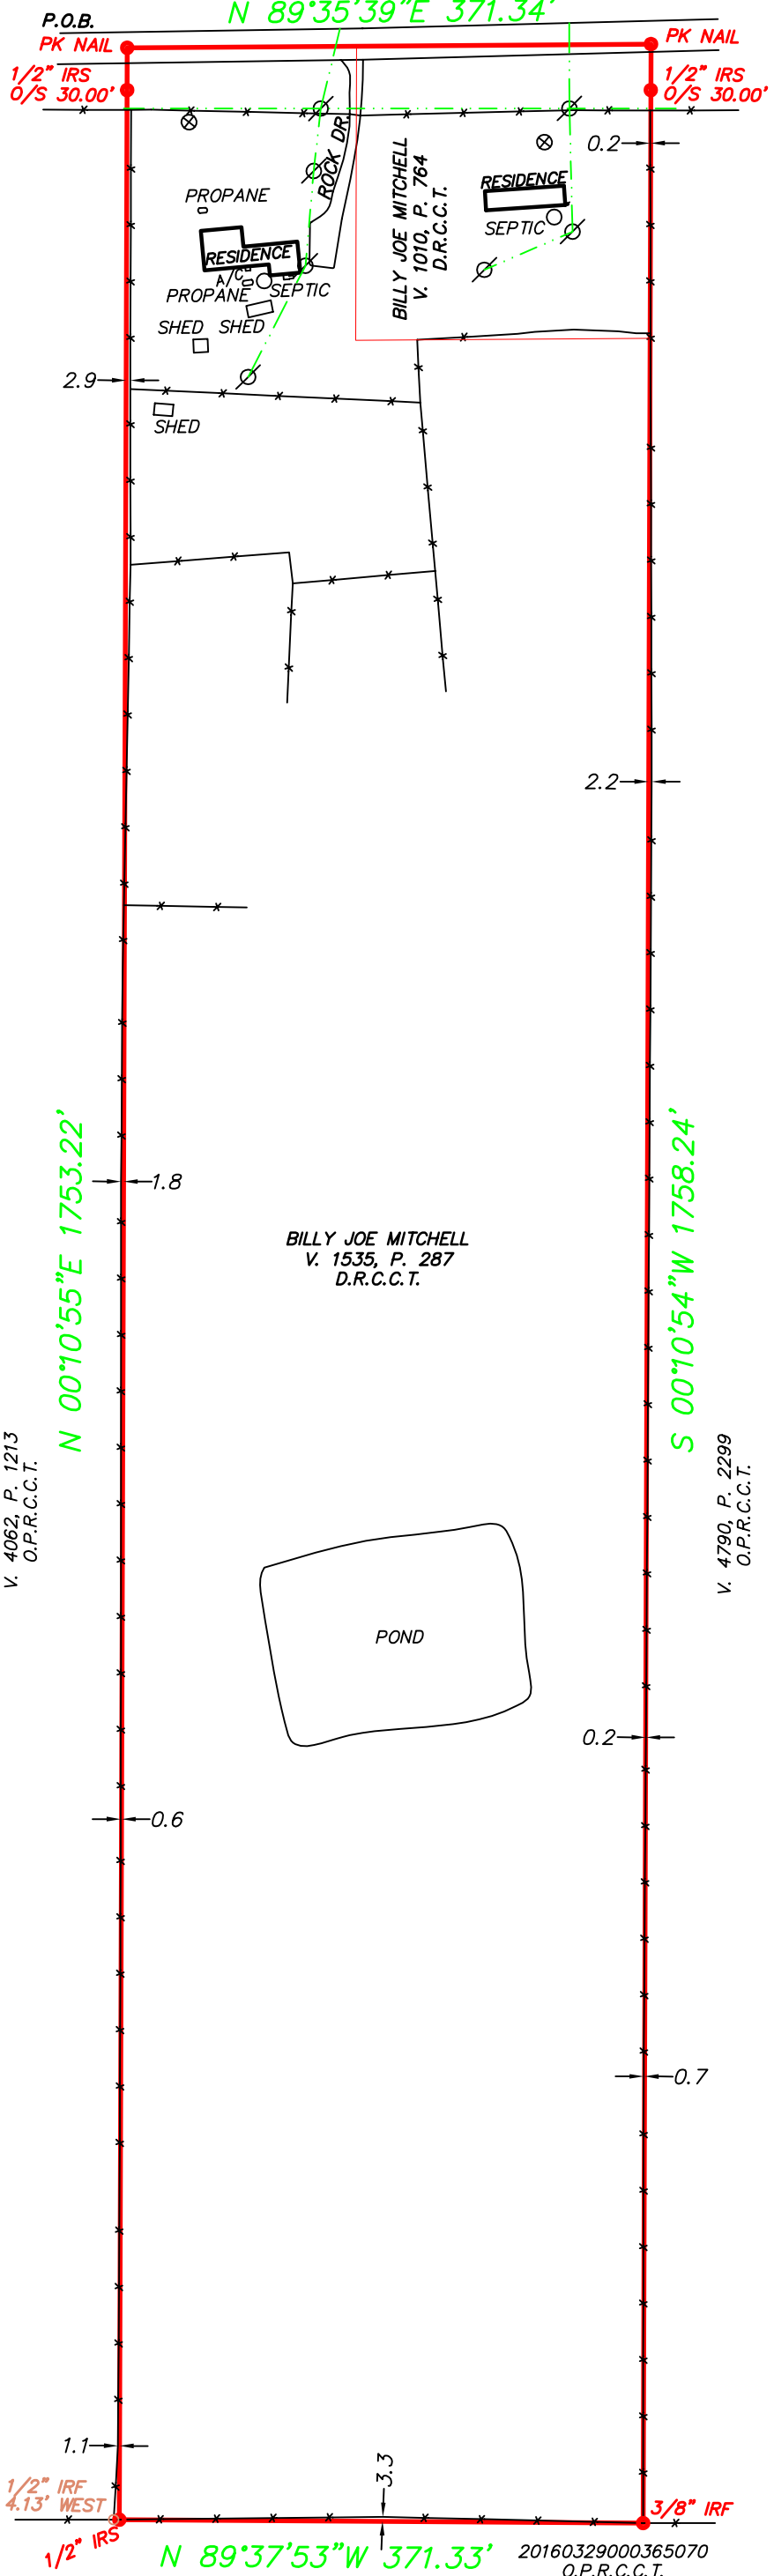 P.O.B.
N 89°35'39"E 371.34'
PK NAIL
PK NAIL
1/2" IRS
O/S 30.00'
1/2" IRS
O/S 30.00'
0.2
ROCK DR.
BILLY JOE MITCHELL
V. 1010, P. 764
D.R.C.C.T.
PROPANE
RESIDENCE
SEPTIC
RESIDENCE
A/C
PROPANE
SEPTIC
SHED
SHED
2.9
SHED
2.2
N 00°10'55"E 1753.22'
S 00°10'54"W 1758.24'
1.8
BILLY JOE MITCHELL
V. 1535, P. 287
D.R.C.C.T.
V. 4062, P. 1213
O.P.R.C.C.T.
V. 4790, P. 2299
O.P.R.C.C.T.
POND
0.2
0.6
0.7
1.1
3.3
1/2" IRF
4.13' WEST
1/2" IRS
3/8" IRF
N 89°37'53"W 371.33'
20160329000365070
O.P.R.C.C.T.